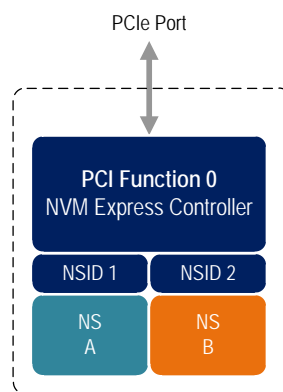 PCIe Port
PCI Function 0
NVM Express Controller
NSID 1 NSID 2
NS NS
A B